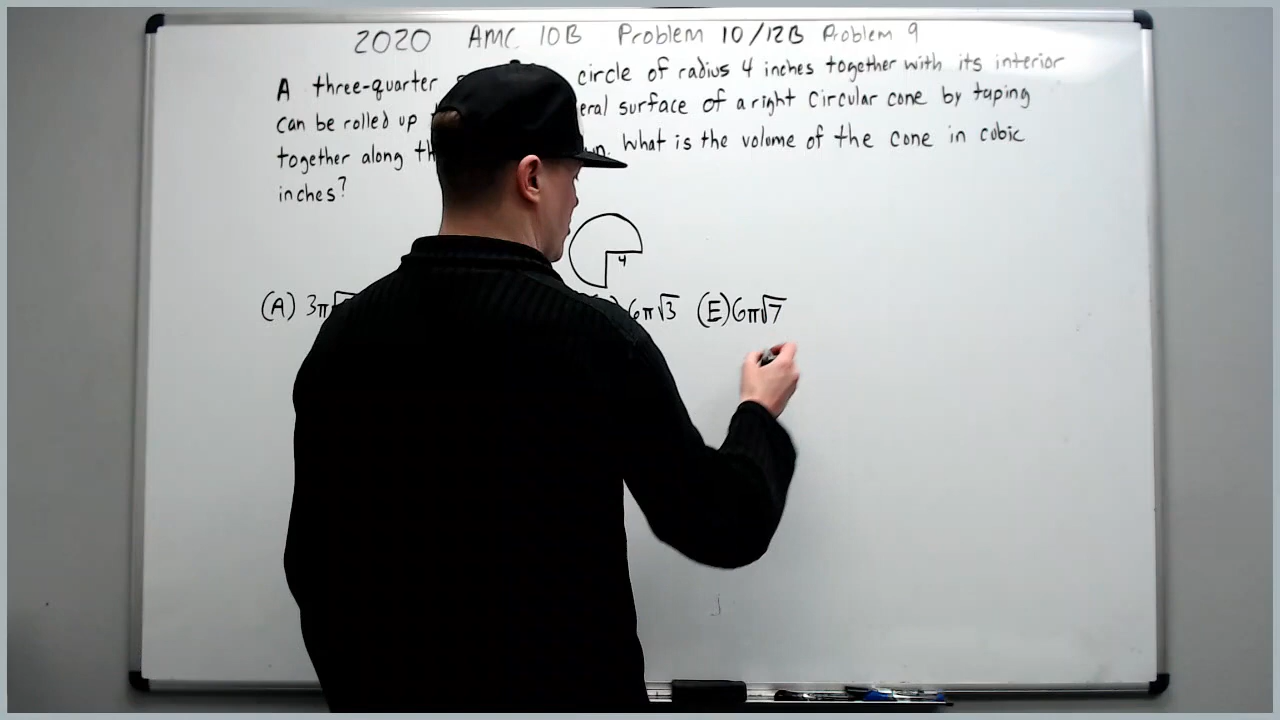 2020 AMC 10B Problem 10/12B Problem 9
A three-quarter circle of radius 4 inches together with its interior
can be rolled up surface of a right circular cone by taping
together along What is the volume of the cone in cubic
inches?
4
(A) 3π 6π√3 (E) 6π√7